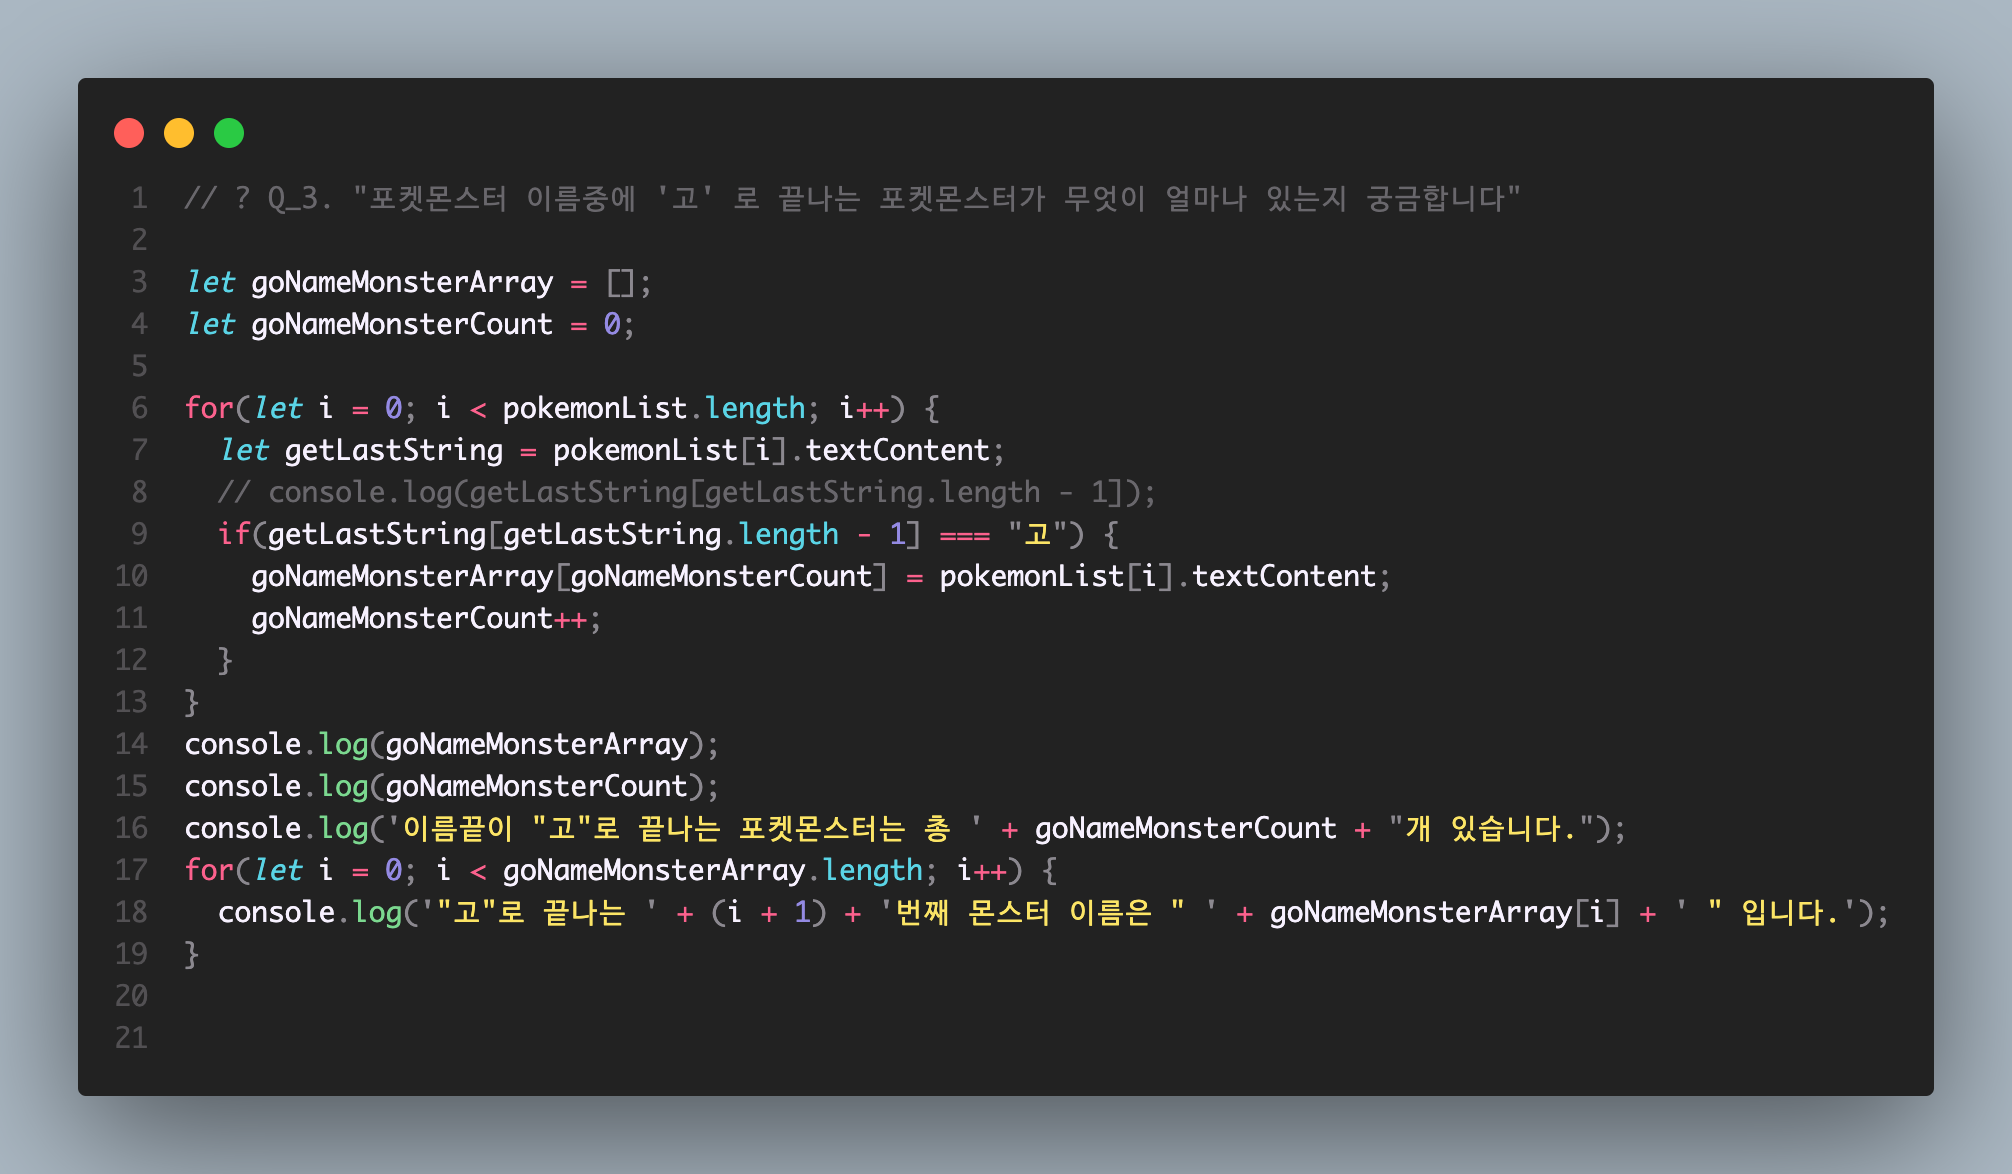 1 // ? Q_3. "포켓몬스터 이름중에 '고' 로 끝나는 포켓몬스터가 무엇이 얼마나 있는지 궁금합니다"
2
3 let goNameMonsterArray = [];
4 let goNameMonsterCount = 0;
5
6 for(let i = 0; i < pokemonList.length; i++) {
7   let getLastString = pokemonList[i].textContent;
8   // console.log(getLastString[getLastString.length - 1]);
9   if(getLastString[getLastString.length - 1] === "고") {
10     goNameMonsterArray[goNameMonsterCount] = pokemonList[i].textContent;
11     goNameMonsterCount++;
12   }
13 }
14 console.log(goNameMonsterArray);
15 console.log(goNameMonsterCount);
16 console.log('이름끝이 "고"로 끝나는 포켓몬스터는 총 ' + goNameMonsterCount + "개 있습니다.");
17 for(let i = 0; i < goNameMonsterArray.length; i++) {
18   console.log('"고"로 끝나는 ' + (i + 1) + '번째 몬스터 이름은 " ' + goNameMonsterArray[i] + ' " 입니다.');
19 }
20
21